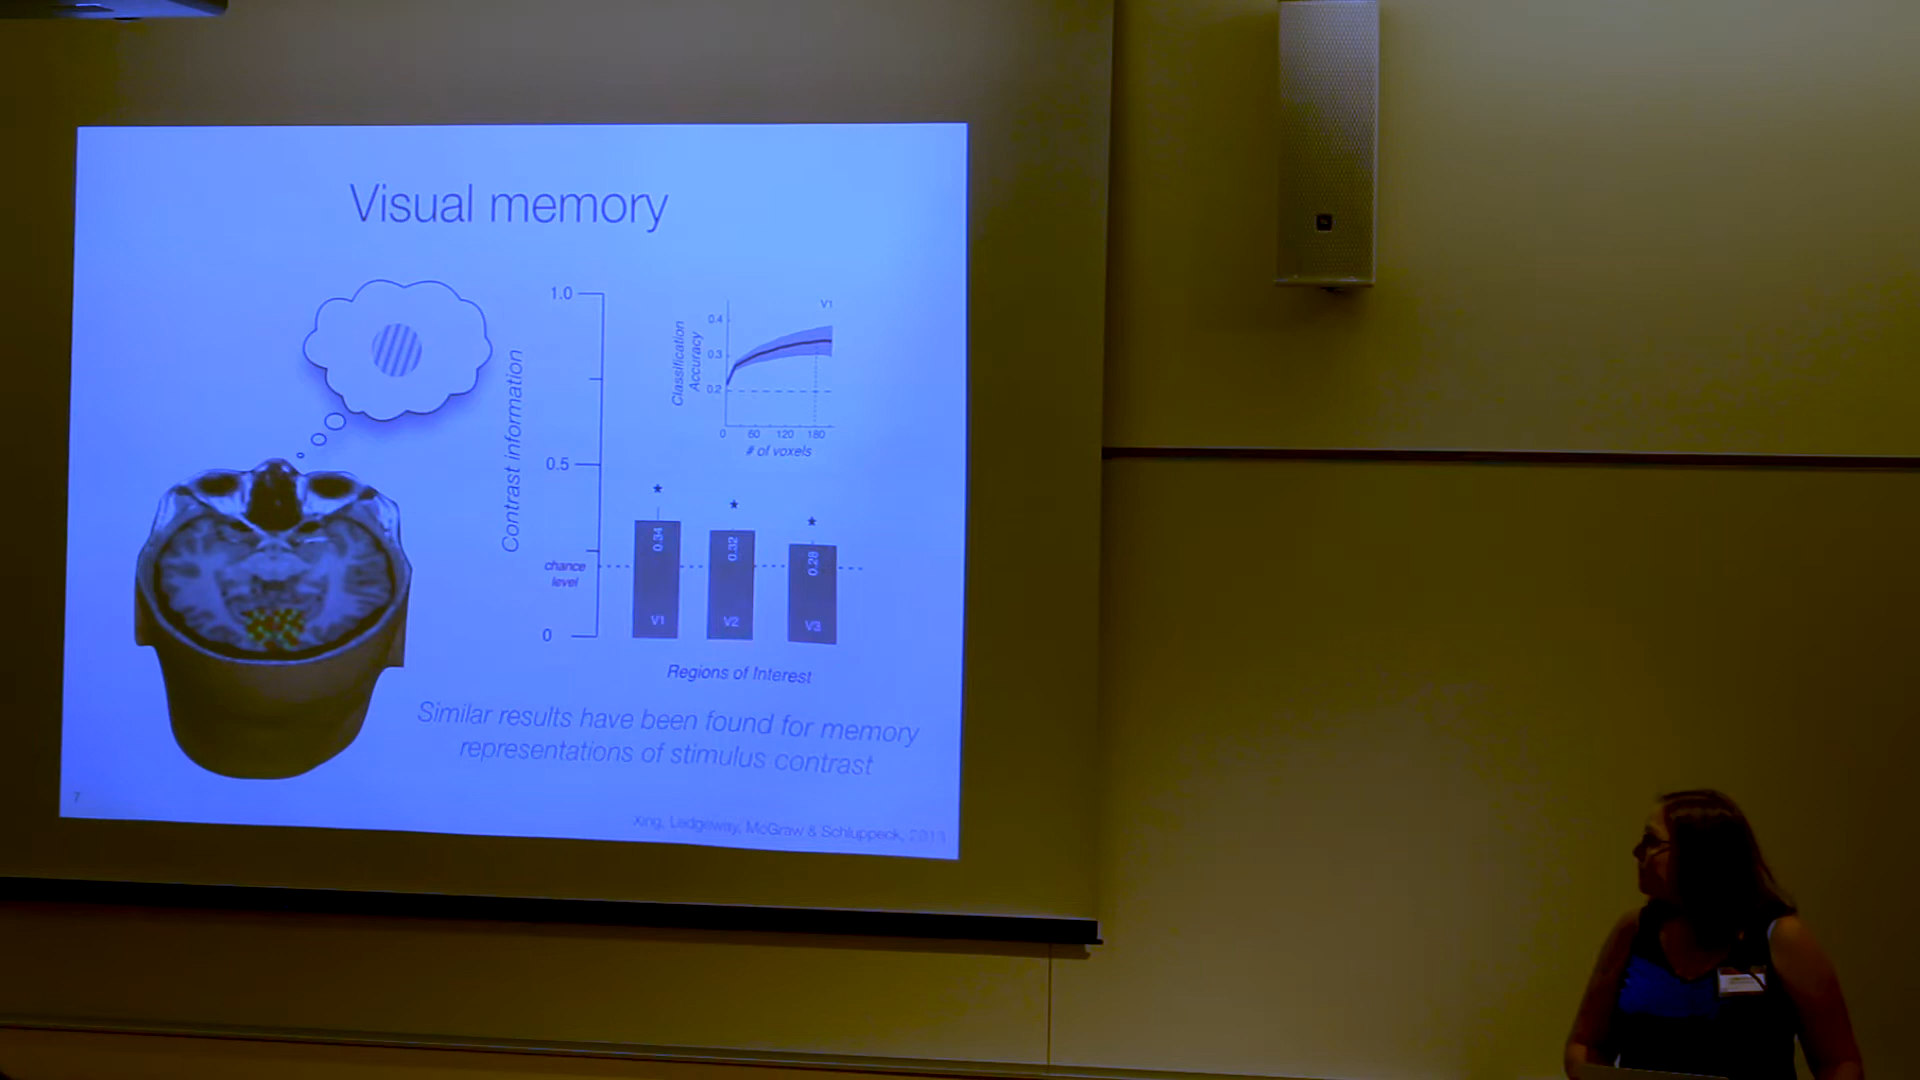 Visual memory
1.0
Contrast information
0.5
chance
level
0
V1
Classification
Accuracy
0.4
0.3
0.2
0 60 120 180
# of voxels
★ ★ ★
0.34 0.32 0.28
V1 V2 V3
Regions of Interest
Similar results have been found for memory
representations of stimulus contrast
7
Xing, Ledgeway, McGraw & Schluppeck, 2013